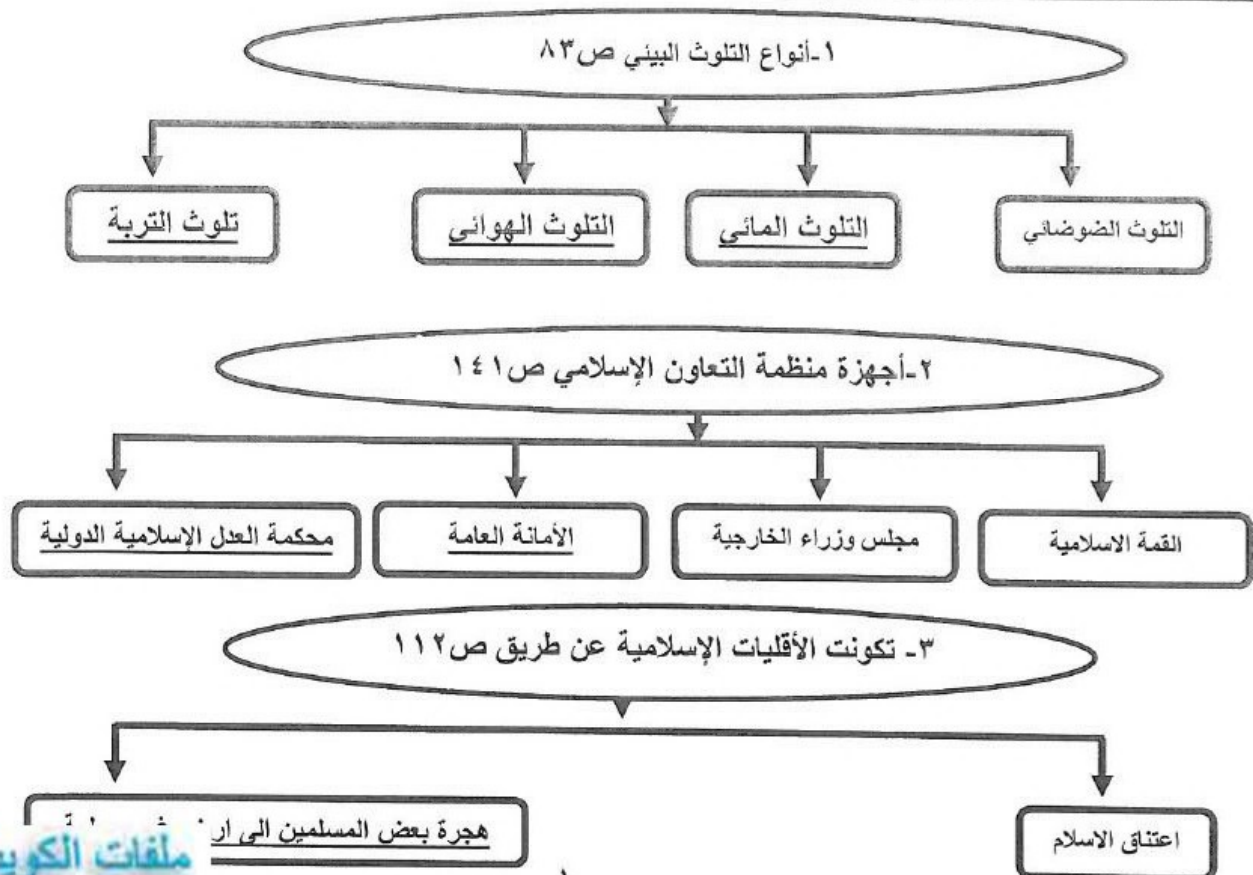 ١-أنواع التلوث البيئي ص٨٣
التلوث الضوضائي
التلوث المائي
التلوث الهوائي
تلوث التربة
٢-أجهزة منظمة التعاون الإسلامي ص١٤١
القمة الاسلامية
مجلس وزراء الخارجية
الأمانة العامة
محكمة العدل الإسلامية الدولية
٣- تكونت الأقليات الإسلامية عن طريق ص١١٢
اعتناق الاسلام
هجرة بعض المسلمين الى
ملفات